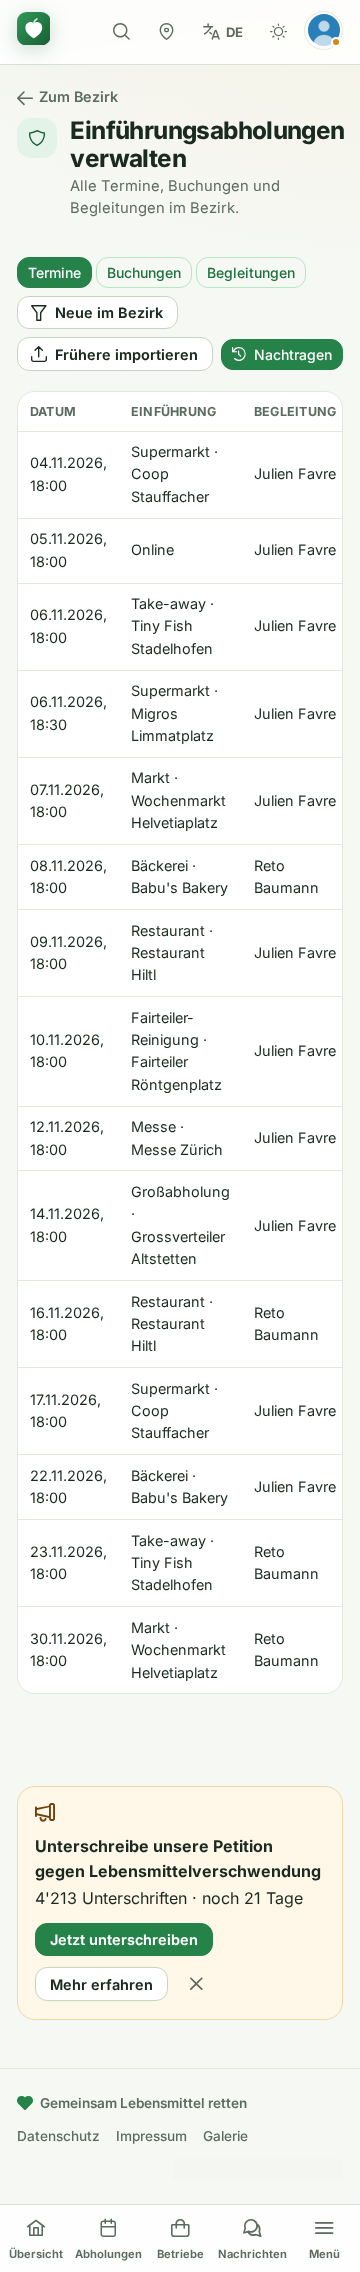 DE
Zum Bezirk
Einführungsabholungen
verwalten
Alle Termine, Buchungen und
Begleitungen im Bezirk.
Termine
Buchungen
Begleitungen
Neue im Bezirk
Frühere importieren
Nachtragen
DATUM EINFÜHRUNG BEGLEITUNG
04.11.2026,
18:00
Supermarkt ·
Coop
Stauffacher
Julien Favre
05.11.2026,
18:00
Online
Julien Favre
06.11.2026,
18:00
Take-away ·
Tiny Fish
Stadelhofen
Julien Favre
06.11.2026,
18:30
Supermarkt ·
Migros
Limmatplatz
Julien Favre
07.11.2026,
18:00
Markt ·
Wochenmarkt
Helvetiaplatz
Julien Favre
08.11.2026,
18:00
Bäckerei ·
Babu's Bakery
Reto
Baumann
09.11.2026,
18:00
Restaurant ·
Restaurant
Hiltl
Julien Favre
10.11.2026,
18:00
Fairteiler-
Reinigung ·
Fairteiler
Röntgenplatz
Julien Favre
12.11.2026,
18:00
Messe ·
Messe Zürich
Julien Favre
14.11.2026,
18:00
Großabholung
·
Grossverteiler
Altstetten
Julien Favre
16.11.2026,
18:00
Restaurant ·
Restaurant
Hiltl
Reto
Baumann
17.11.2026,
18:00
Supermarkt ·
Coop
Stauffacher
Julien Favre
22.11.2026,
18:00
Bäckerei ·
Babu's Bakery
Julien Favre
23.11.2026,
18:00
Take-away ·
Tiny Fish
Stadelhofen
Reto
Baumann
30.11.2026,
18:00
Markt ·
Wochenmarkt
Helvetiaplatz
Reto
Baumann
Unterschreibe unsere Petition
gegen Lebensmittelverschwendung
4'213 Unterschriften · noch 21 Tage
Jetzt unterschreiben
Mehr erfahren
Gemeinsam Lebensmittel retten
Datenschutz Impressum Galerie
Übersicht Abholungen Betriebe Nachrichten Menü